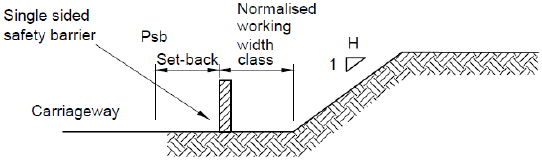 Single sided
safety barrier
Psb
Set-back
Normalised
working
width
class
H
1
Carriageway